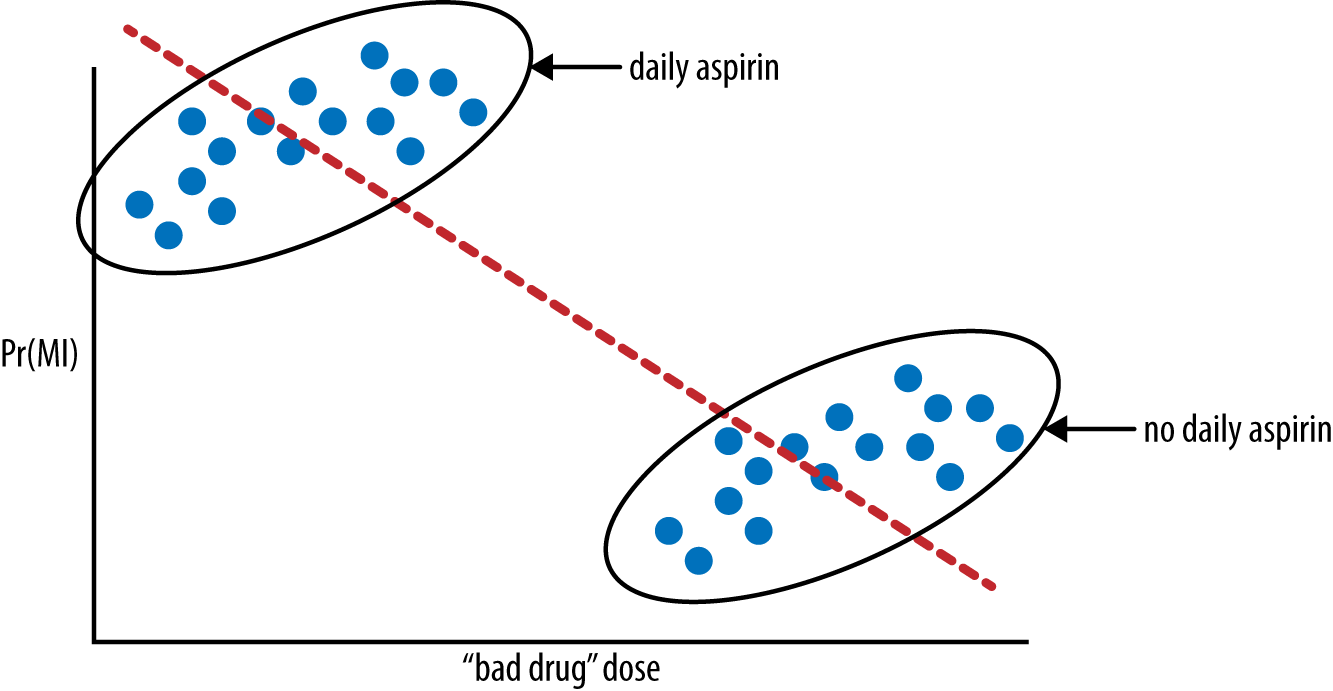 daily aspirin
Pr(MI)
no daily aspirin
“bad drug” dose